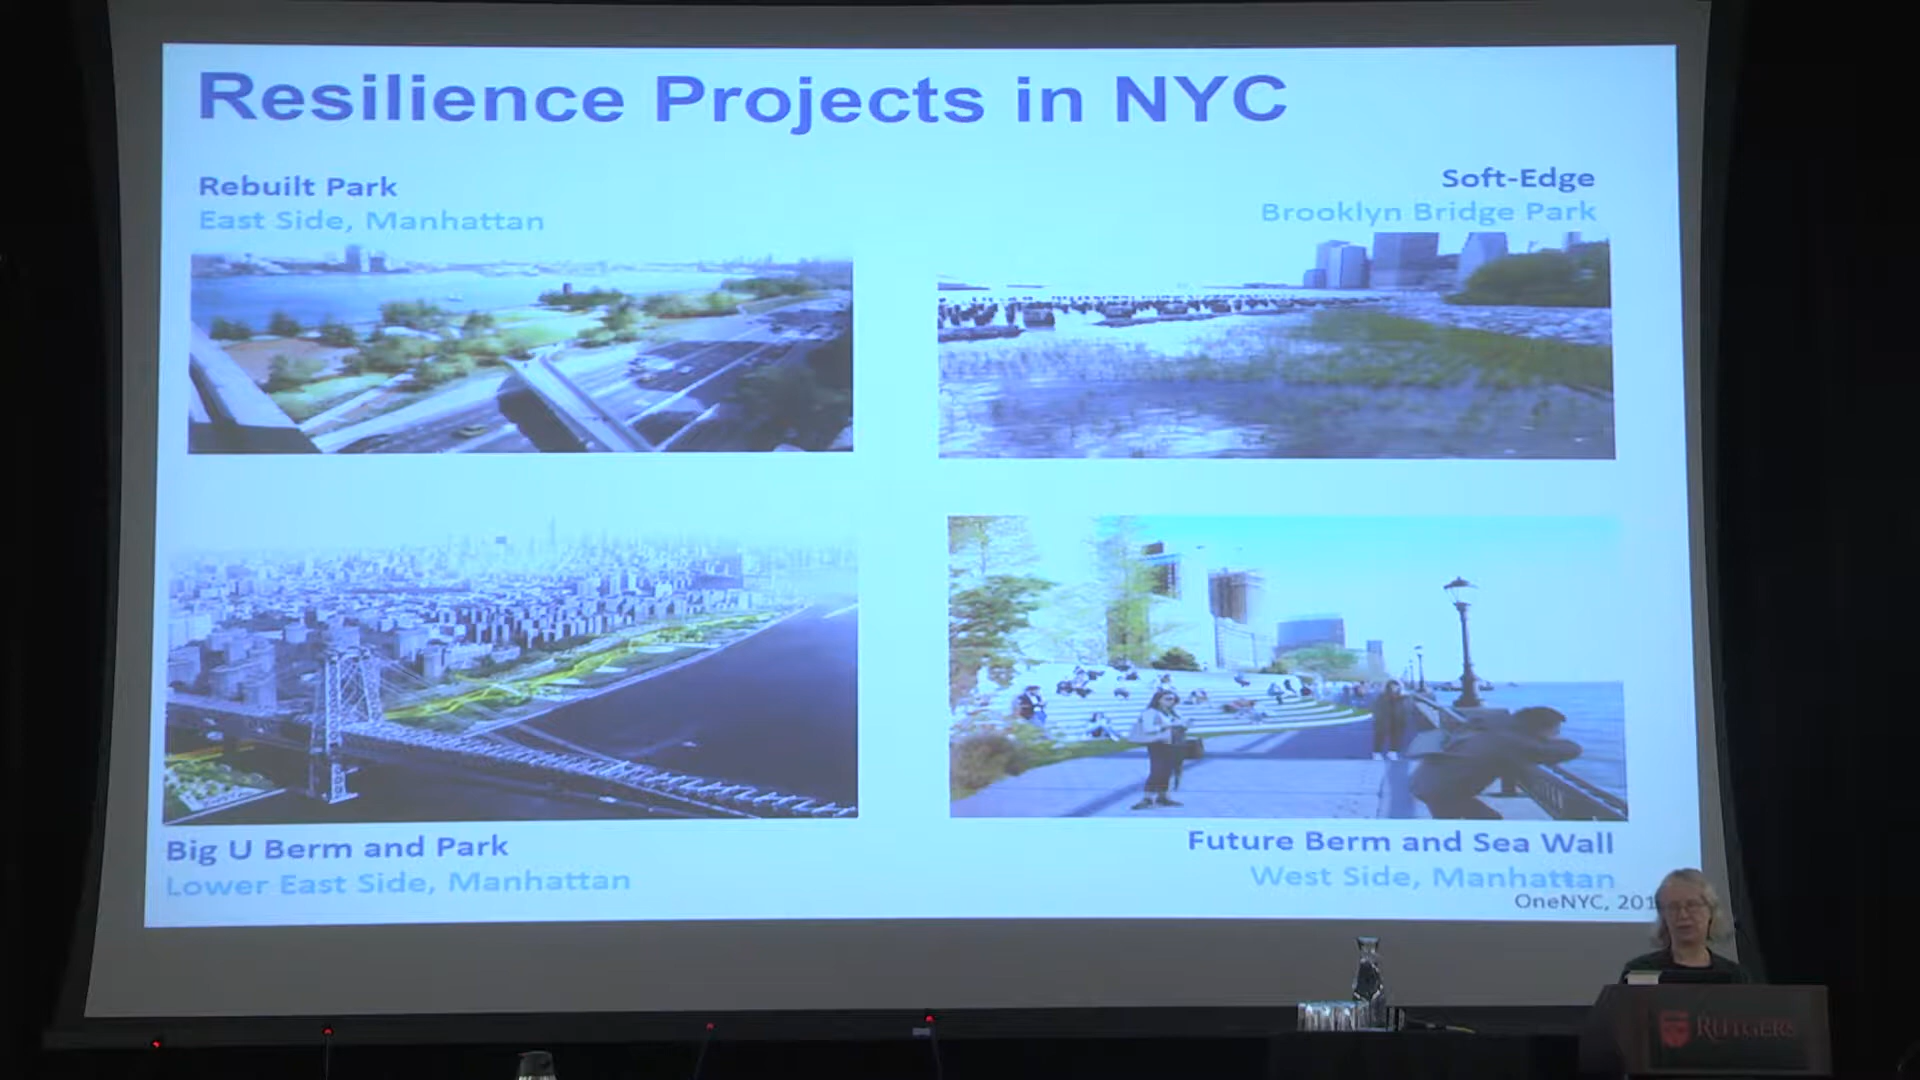 Resilience Projects in NYC
Rebuilt Park
East Side, Manhattan
Soft-Edge
Brooklyn Bridge Park
Big U Berm and Park
Lower East Side, Manhattan
Future Berm and Sea Wall
West Side, Manhattan
OneNYC,
RUTGERS